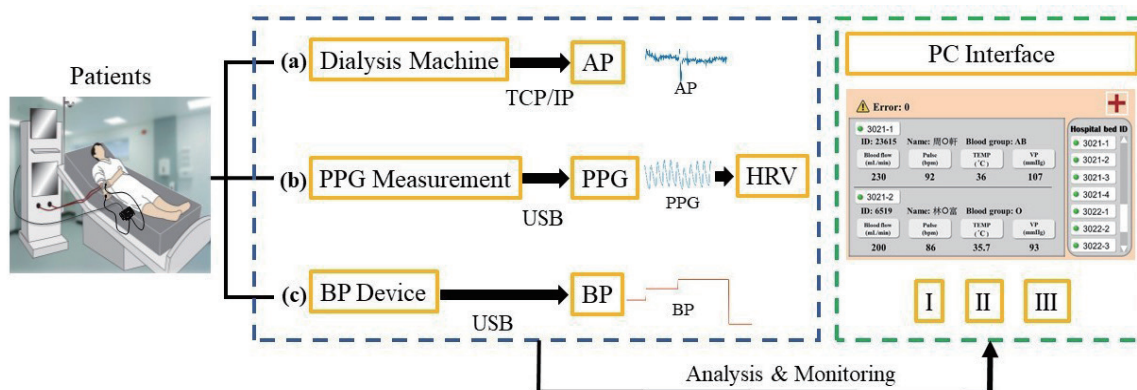 Patients
(a) Dialysis Machine
TCP/IP
AP
AP
(b) PPG Measurement
USB
PPG
PPG
HRV
(c) BP Device
USB
BP
BP
Analysis & Monitoring
PC Interface
Error: 0
3021-1
ID: 23615 Name: 周O軒 Blood group: AB
Blood flow (mL/min) Pulse (bpm) TEMP (°C) VP (mmHg)
230 92 36 107
3021-2
ID: 6519 Name: 林O富 Blood group: O
Blood flow (mL/min) Pulse (bpm) TEMP (°C) VP (mmHg)
200 86 35.7 93
Hospital bed ID
3021-1
3021-2
3021-3
3021-4
3022-1
3022-2
3022-3
I II III